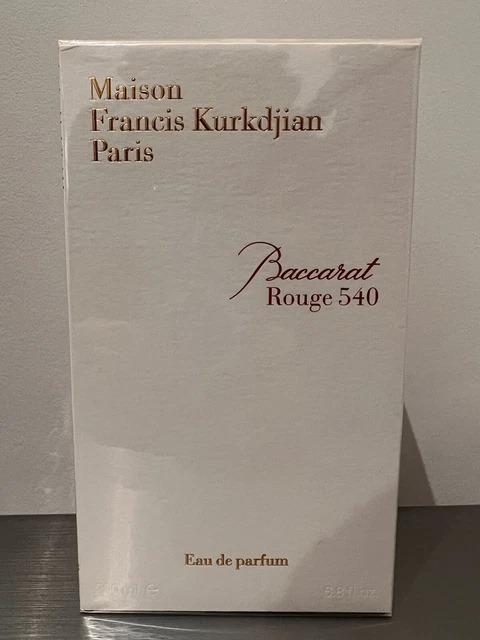 Maison
Francis Kurkdjian
Paris
Baccarat
Rouge 540
Eau de parfum
6.8 fl.oz.